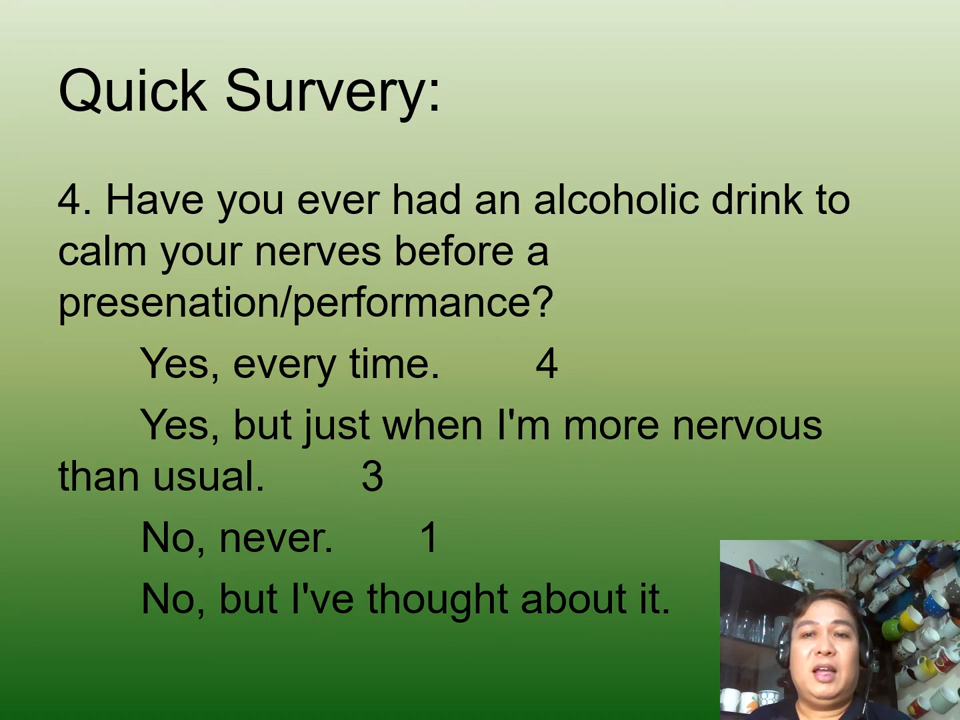 Quick Survery:
4. Have you ever had an alcoholic drink to
calm your nerves before a
presenation/performance?
Yes, every time. 4
Yes, but just when I'm more nervous
than usual. 3
No, never. 1
No, but I've thought about it.